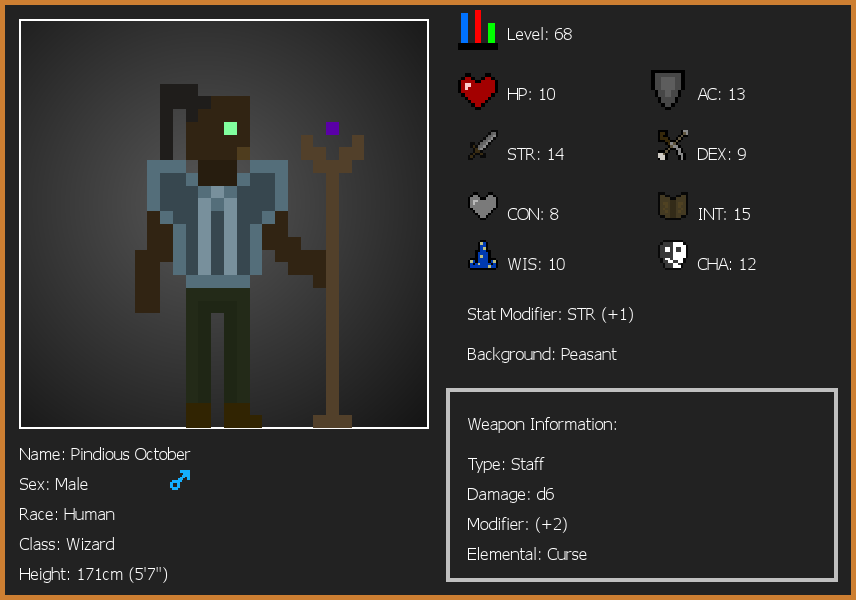 Level: 68
HP: 10
AC: 13
STR: 14
DEX: 9
CON: 8
INT: 15
WIS: 10
CHA: 12
Stat Modifier: STR (+1)
Background: Peasant
Weapon Information:
Type: Staff
Damage: d6
Modifier: (+2)
Elemental: Curse
Name: Pindious October
Sex: Male
Race: Human
Class: Wizard
Height: 171cm (5'7")